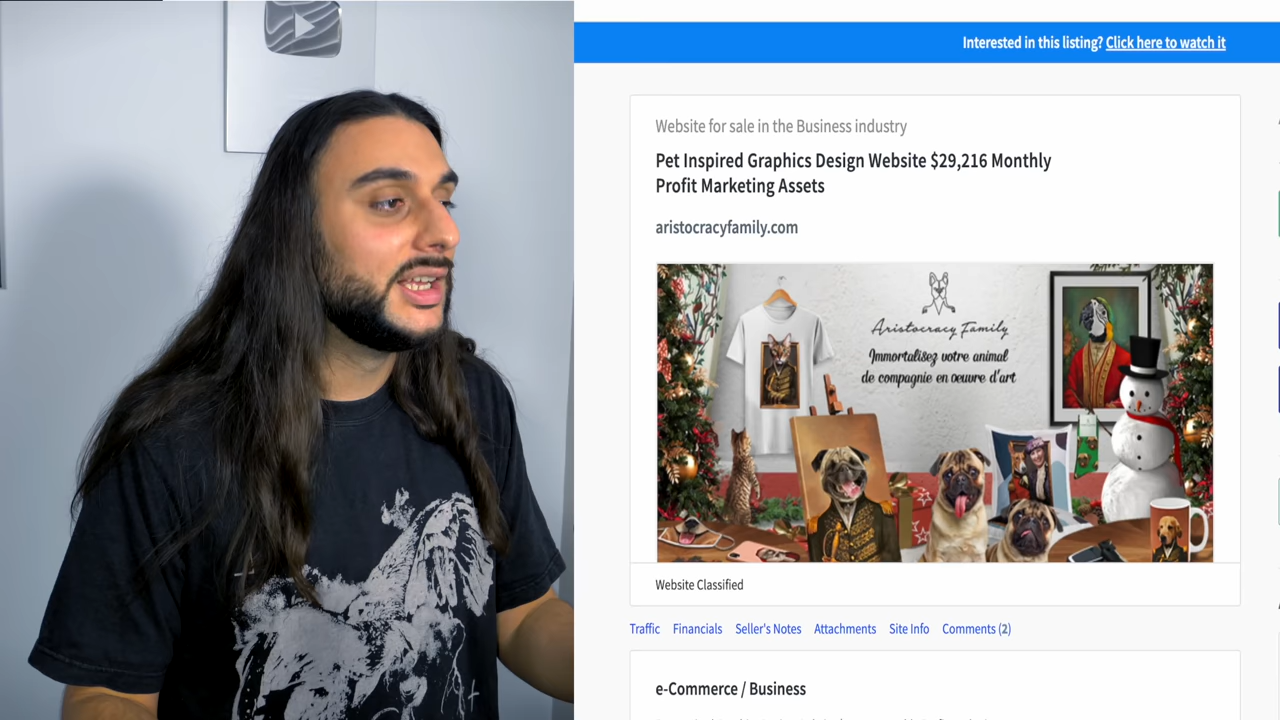 Interested in this listing? Click here to watch it
Website for sale in the Business industry
Pet Inspired Graphics Design Website $29,216 Monthly
Profit Marketing Assets
aristocracyfamily.com
Aristocracy Family
Immortalisez votre animal
de compagnie en oeuvre d'art
Website Classified
Traffic Financials Seller's Notes Attachments Site Info Comments (2)
e-Commerce / Business